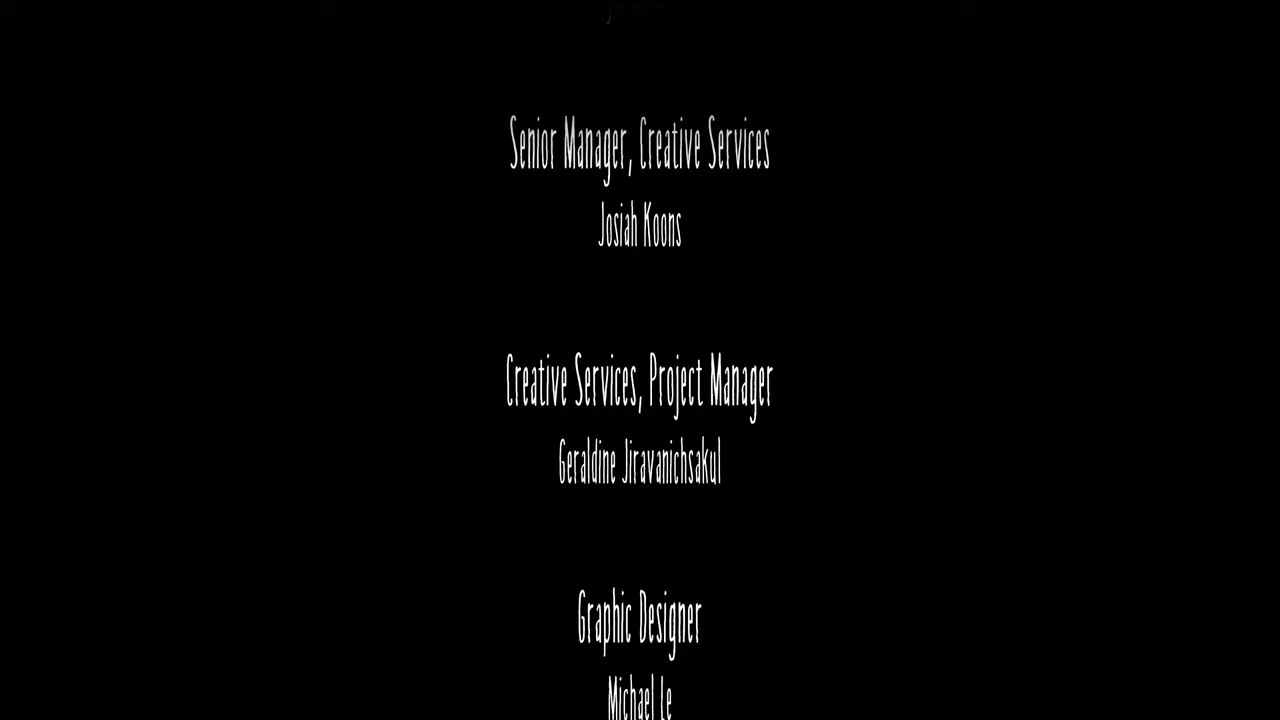 Senior Manager, Creative Services
Josiah Koons
Creative Services, Project Manager
Geraldine Jiravanichsakul
Graphic Designer
Michael Le